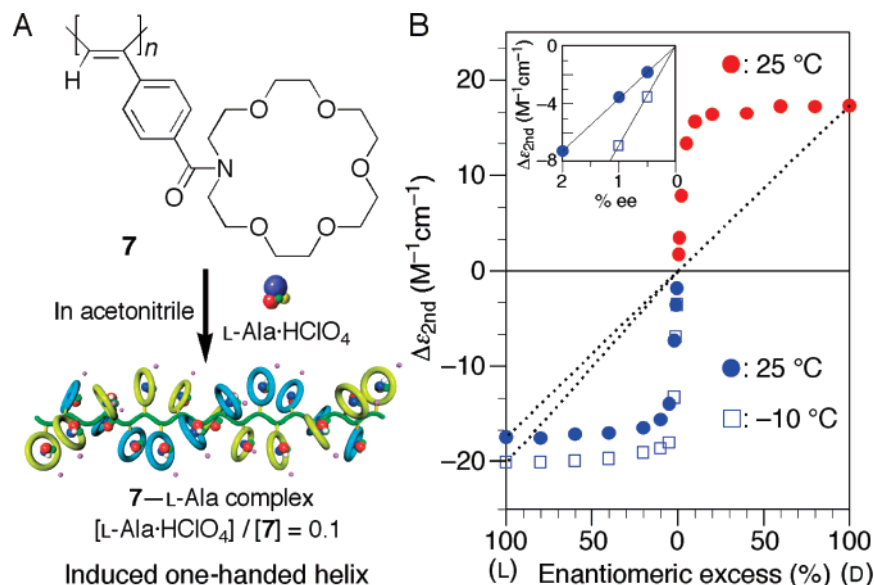 A
[ ]n
H
O
O
O
O
O
O
N
7
In acetonitrile
L-Ala·HClO4
7—L-Ala complex
[L-Ala·HClO4] / [7] = 0.1
Induced one-handed helix
B
Δε2nd (M−1cm−1)
20
10
0
−10
−20
: 25 °C
: 25 °C
: −10 °C
Δε2nd (M−1cm−1)
0
−4
−8
2
1
0
% ee
100
50
0
50
100
(L) Enantiomeric excess (%) (D)